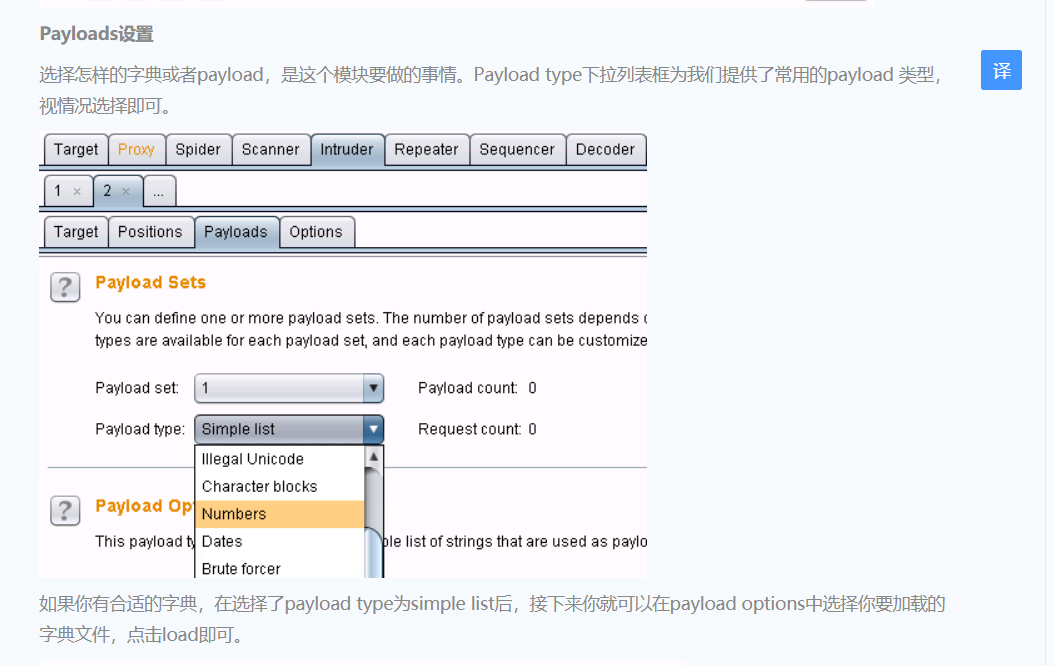 Payloads设置
选择怎样的字典或者payload，是这个模块要做的事情。Payload type下拉列表框为我们提供了常用的payload 类型，
视情况选择即可。
译
Target Proxy Spider Scanner Intruder Repeater Sequencer Decoder
1 × 2 × ...
Target Positions Payloads Options
? Payload Sets
You can define one or more payload sets. The number of payload sets depends
types are available for each payload set, and each payload type can be customize
Payload set: 1 Payload count: 0
Payload type: Simple list Request count: 0
Illegal Unicode
Character blocks
? Payload Op
Numbers
This payload ty Dates ple list of strings that are used as paylo
Brute forcer
如果你有合适的字典，在选择了payload type为simple list后，接下来你就可以在payload options中选择你要加载的
字典文件，点击load即可。